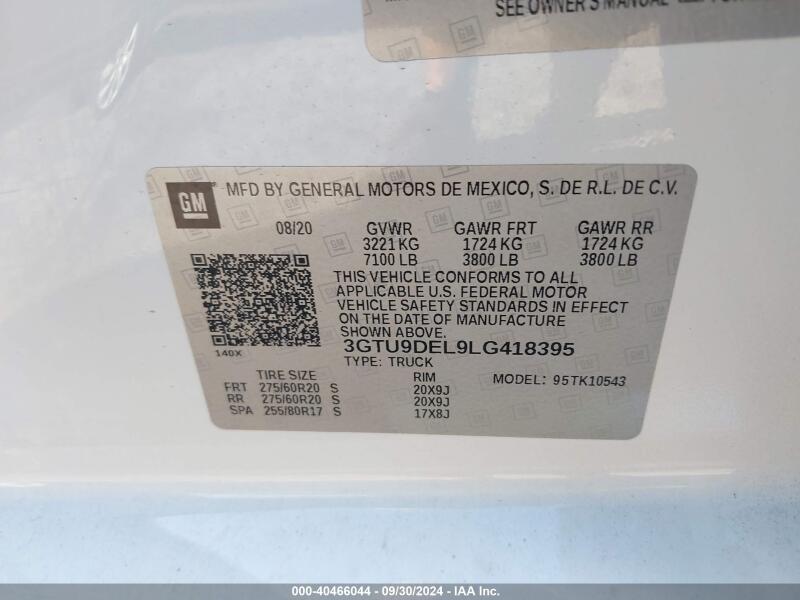 SEE OWNER'S MANUAL
GM MFD BY GENERAL MOTORS DE MEXICO, S. DE R.L. DE C.V.
08/20 GVWR GAWR FRT GAWR RR
3221 KG 1724 KG 1724 KG
7100 LB 3800 LB 3800 LB
THIS VEHICLE CONFORMS TO ALL
APPLICABLE U.S. FEDERAL MOTOR
VEHICLE SAFETY STANDARDS IN EFFECT
ON THE DATE OF MANUFACTURE
SHOWN ABOVE.
140X 3GTU9DEL9LG418395
TYPE: TRUCK
TIRE SIZE RIM MODEL: 95TK10543
FRT 275/60R20 S 20X9J
RR 275/60R20 S 20X9J
SPA 255/80R17 S 17X8J
000-40466044 / 09/30/2024 - IAA Inc.